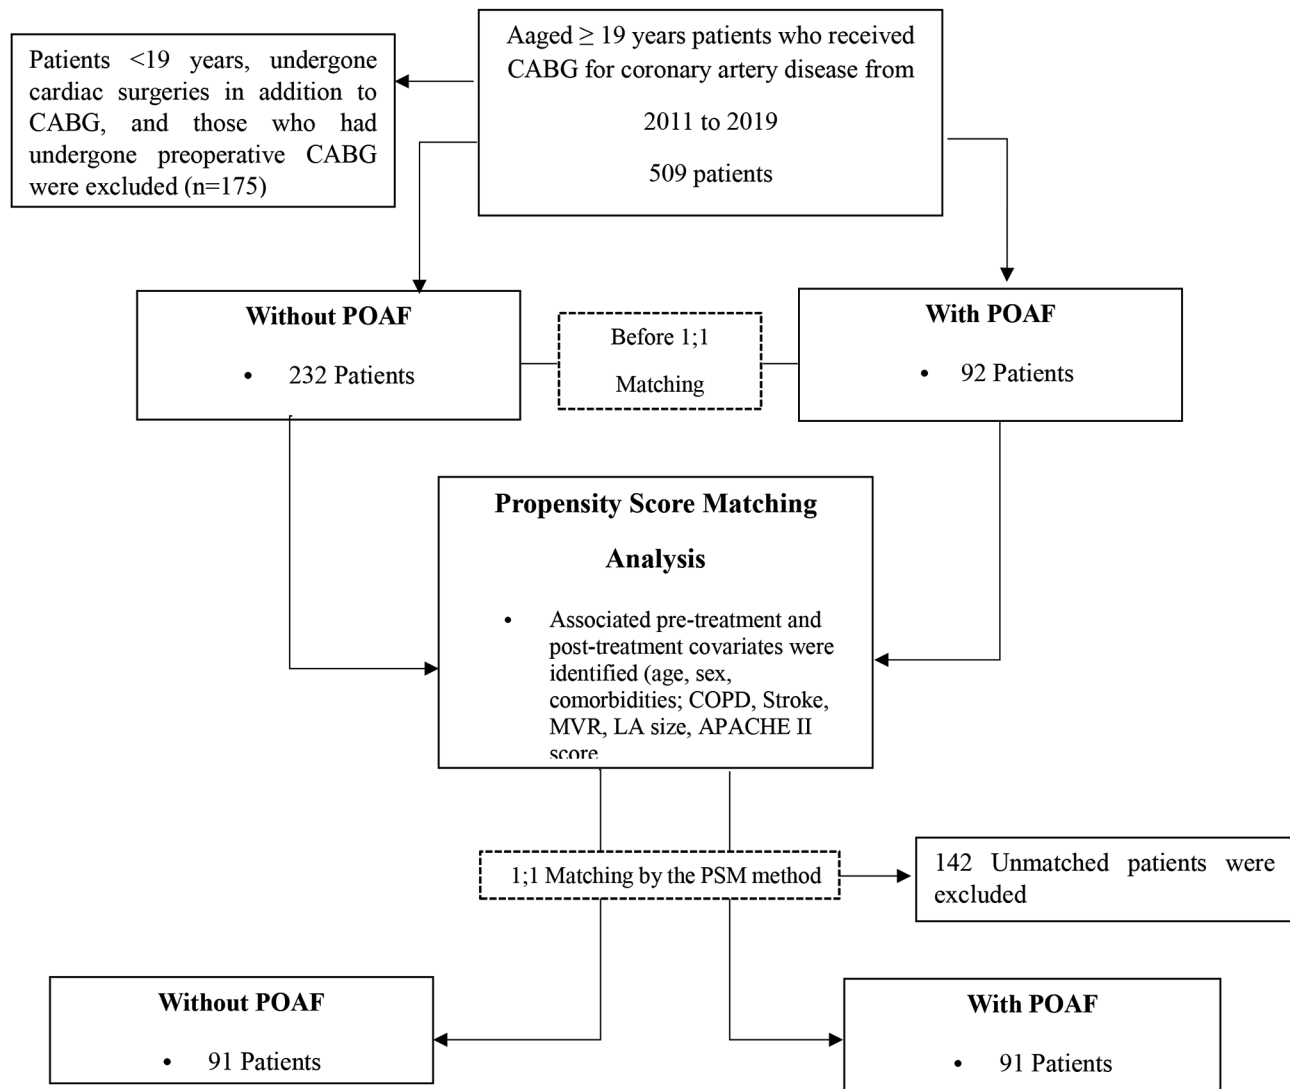 Aaged ≥ 19 years patients who received
CABG for coronary artery disease from
2011 to 2019
509 patients
Patients <19 years, undergone
cardiac surgeries in addition to
CABG, and those who had
undergone preoperative CABG
were excluded (n=175)
Without POAF
• 232 Patients
Before 1;1
Matching
With POAF
• 92 Patients
Propensity Score Matching
Analysis
• Associated pre-treatment and
post-treatment covariates were
identified (age, sex,
comorbidities; COPD, Stroke,
MVR, LA size, APACHE II
score
1;1 Matching by the PSM method
142 Unmatched patients were
excluded
Without POAF
• 91 Patients
With POAF
• 91 Patients